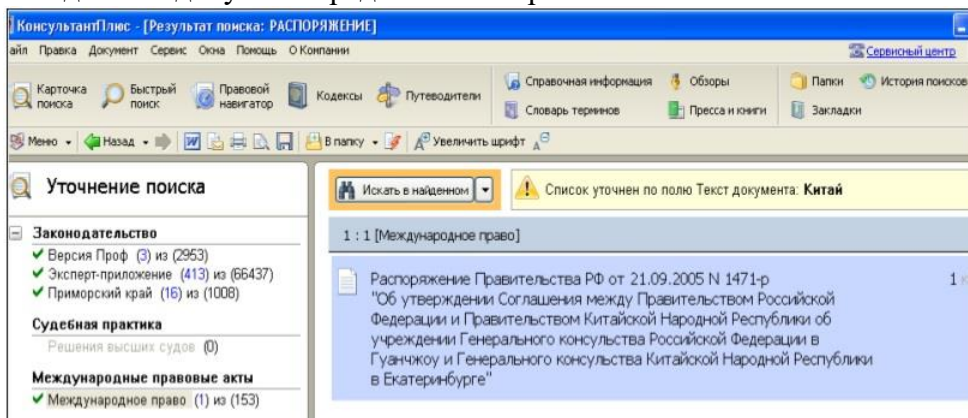 КонсультантПлюс - [Результат поиска: РАСПОРЯЖЕНИЕ]
айл Правка Документ Сервис Окна Помощь О Компании
Сервисный центр
Карточка поиска
Быстрый поиск
Правовой навигатор
Кодексы
Путеводители
Справочная информация
Обзоры
Папки
История поисков
Словарь терминов
Пресса и книги
Закладки
Меню Назад В папку Увеличить шрифт
Уточнение поиска
Искать в найденном
Список уточнен по полю Текст документа: Китай
Законодательство
Версия Проф (3) из (2953)
Эксперт-приложение (413) из (66437)
Приморский край (16) из (1008)
Судебная практика
Решения высших судов (0)
Международные правовые акты
Международное право (1) из (153)
1 : 1 [Международное право]
Распоряжение Правительства РФ от 21.09.2005 N 1471-р 1
"Об утверждении Соглашения между Правительством Российской
Федерации и Правительством Китайской Народной Республики об
учреждении Генерального консульства Российской Федерации в
Гуанчжоу и Генерального консульства Китайской Народной Республики
в Екатеринбурге"